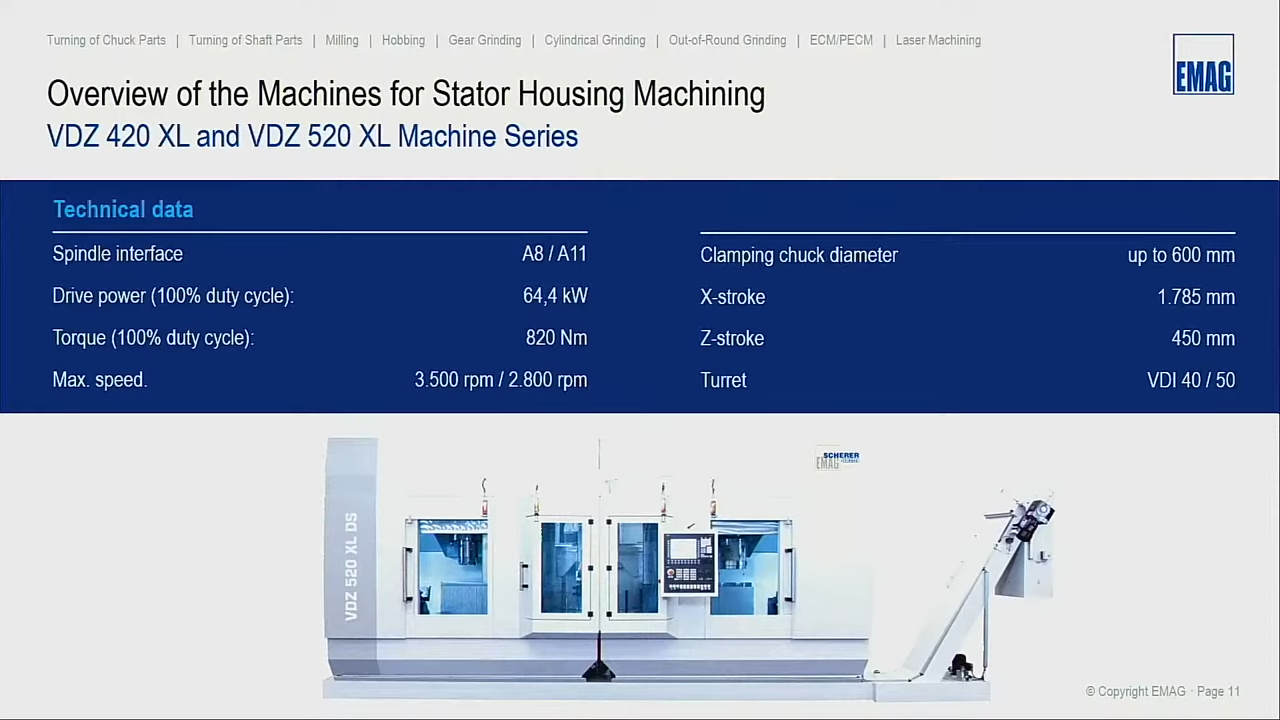 Turning of Chuck Parts | Turning of Shaft Parts | Milling | Hobbing | Gear Grinding | Cylindrical Grinding | Out-of-Round Grinding | ECM/PECM | Laser Machining
EMAG
Overview of the Machines for Stator Housing Machining
VDZ 420 XL and VDZ 520 XL Machine Series
Technical data
Spindle interface A8 / A11
Drive power (100% duty cycle): 64,4 kW
Torque (100% duty cycle): 820 Nm
Max. speed. 3.500 rpm / 2.800 rpm
Clamping chuck diameter up to 600 mm
X-stroke 1.785 mm
Z-stroke 450 mm
Turret VDI 40 / 50
SCHERER
EMAG
VDZ 520 XL DS
© Copyright EMAG · Page 11